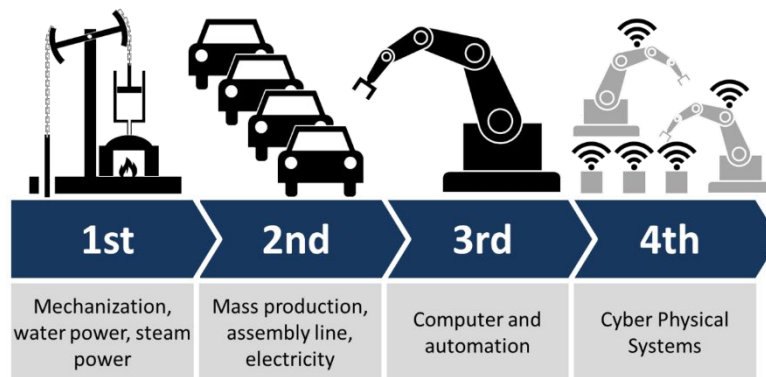 1st
2nd
3rd
4th
Mechanization,
water power, steam
power
Mass production,
assembly line,
electricity
Computer and
automation
Cyber Physical
Systems